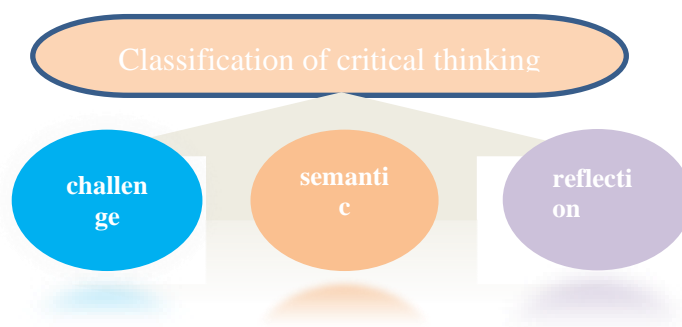 Classification of critical thinking
challen
ge
semanti
c
reflecti
on